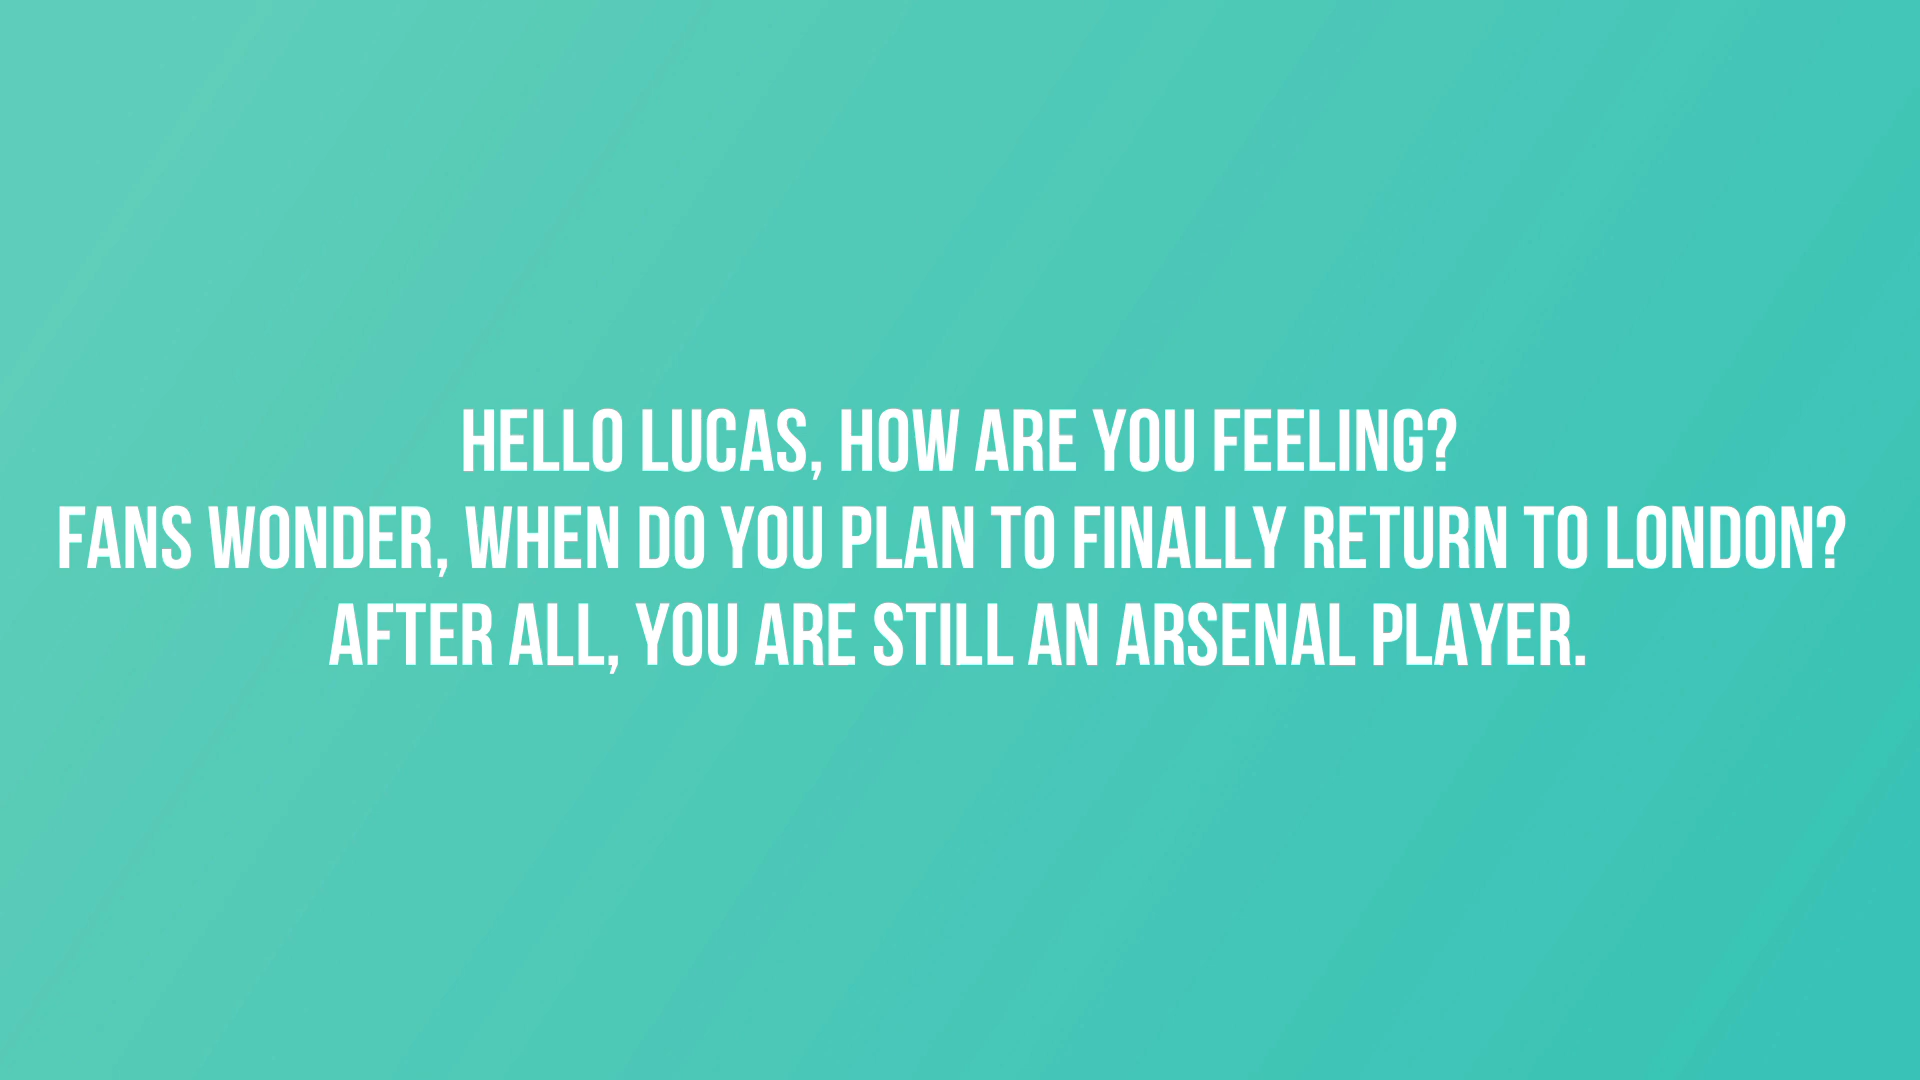 HELLO LUCAS, HOW ARE YOU FEELING?
FANS WONDER, WHEN DO YOU PLAN TO FINALLY RETURN TO LONDON?
AFTER ALL, YOU ARE STILL AN ARSENAL PLAYER.